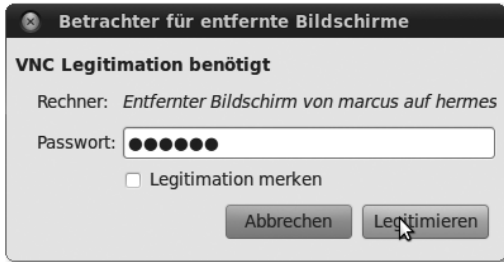 Betrachter für entfernte Bildschirme
VNC Legitimation benötigt
Rechner: Entfernter Bildschirm von marcus auf hermes
Passwort: ●●●●●●
Legitimation merken
Abbrechen Legitimieren